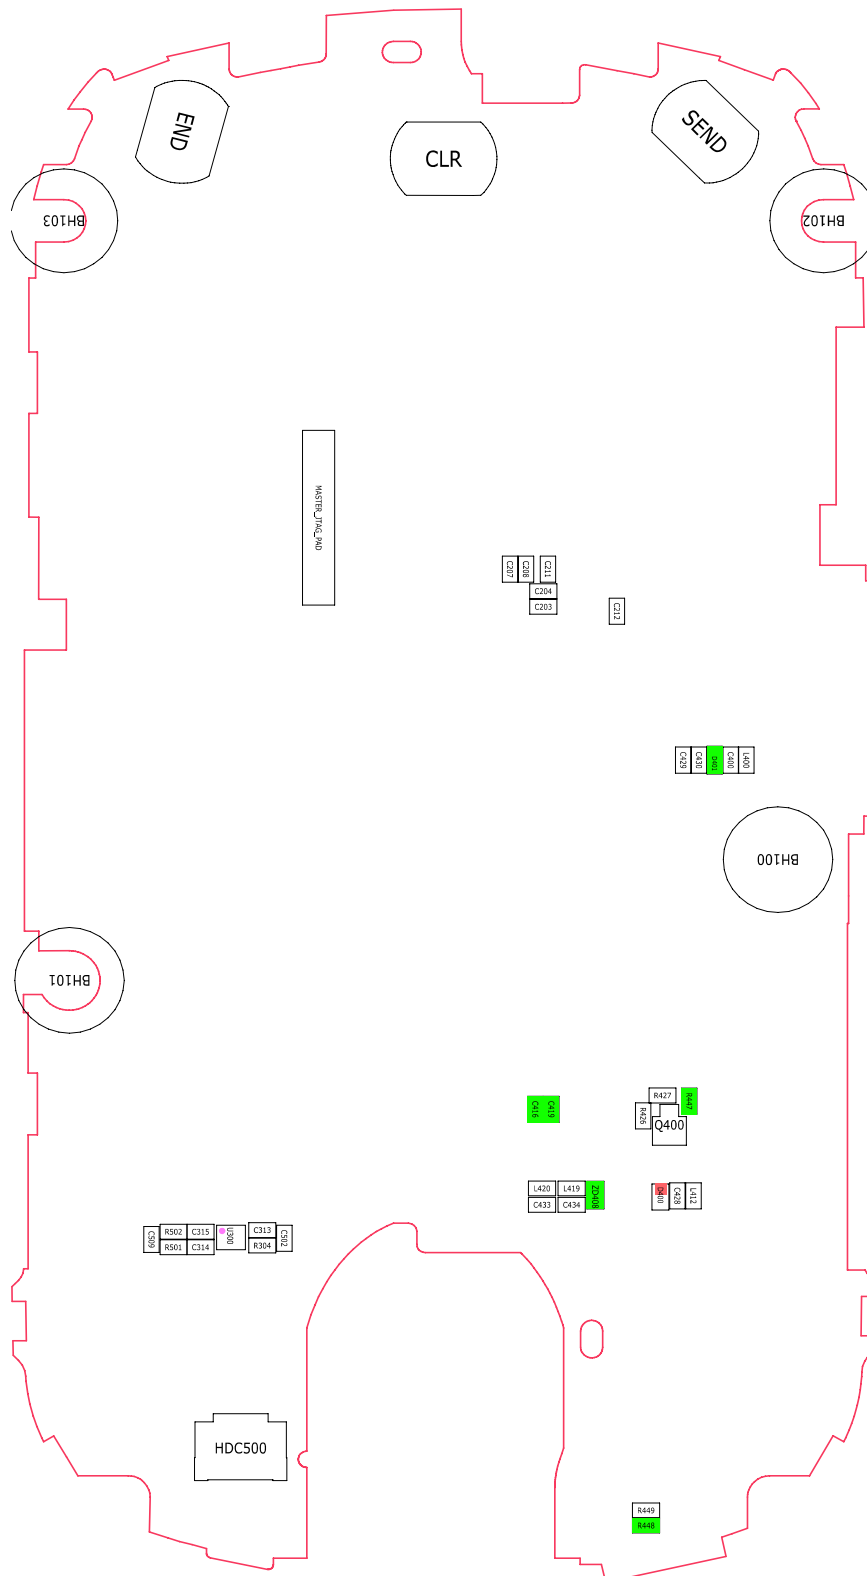 END
CLR
SEND
BH103
BH102
MASTER_JTAG_PAD
C207
C208
C211
C204
C203
C212
C429
C430
D401
C400
L400
BH100
BH101
C416
C419
R427
R447
R426
Q400
L420
L419
ZD408
C433
C434
D400
C428
L412
C509
R502
C315
R501
C314
U300
C313
R304
C502
HDC500
R449
R448